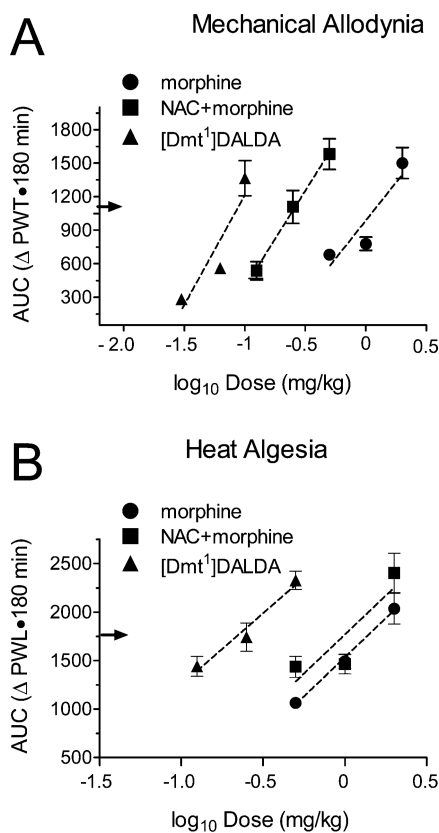 A
Mechanical Allodynia
morphine
NAC+morphine
[Dmt¹]DALDA
AUC (Δ PWT•180 min)
1800
1500
1200
900
600
300
- 2.0
-1.5
-1
-0.5
0
0.5
log₁₀ Dose (mg/kg)
B
Heat Algesia
morphine
NAC+morphine
[Dmt¹]DALDA
AUC (Δ PWL•180 min)
2500
2000
1500
1000
500
-1.5
-1.0
-0.5
0
0.5
log₁₀ Dose (mg/kg)